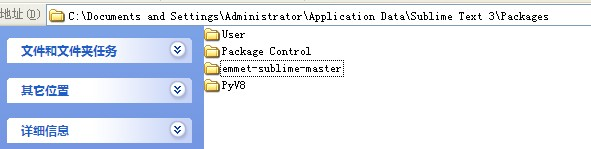 地址(D) C:\Documents and Settings\Administrator\Application Data\Sublime Text 3\Packages
文件和文件夹任务
其它位置
详细信息
User
Package Control
emmet-sublime-master
PyV8